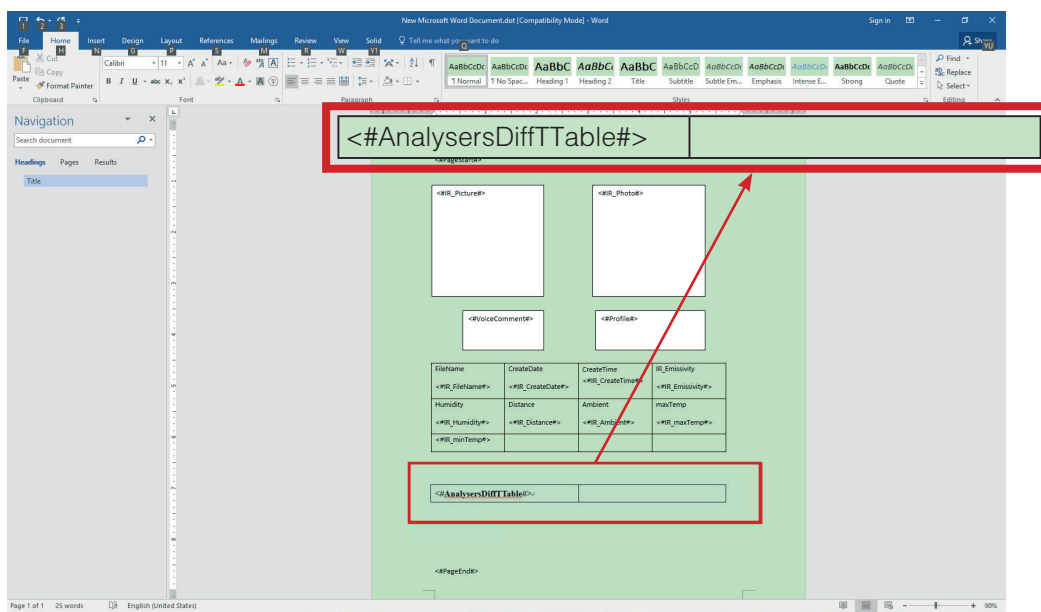 New Microsoft Word Document.dot [Compatibility Mode] - Word
Sign in
1 2 3
File Home Insert Design Layout References Mailings Review View Solid Tell me what you want to do
Share
F H N G P S M R W Y1 Q YU
Paste
Cut
Copy
Format Painter
Calibri 11
AaBbCcDc AaBbCcDc AaBbC AaBbCc AaBbC AaBbCcD AaBbCcDc AaBbCcDc AaBbCcDc AaBbCcDc AaBbCcDc
¶ Normal ¶ No Spac... Heading 1 Heading 2 Title Subtitle Subtle Em... Emphasis Intense E... Strong Quote
Find
Replace
Select
Clipboard Font Paragraph Styles Editing
Navigation
Search document
Headings Pages Results
Title
<#AnalysersDiffTTable#>
<#PageStart#>
<#IR_Picture#> <#IR_Photo#>
<#VoiceComment#> <#Profile#>
FileName CreateDate CreateTime IR_Emissivity
<#IR_FileName#> <#IR_CreateDate#> <#IR_CreateTime#> <#IR_Emissivity#>
Humidity Distance Ambient maxTemp
<#IR_Humidity#> <#IR_Distance#> <#IR_Ambient#> <#IR_maxTemp#>
<#IR_minTemp#>
<#AnalysersDiffTTable#>
<#PageEnd#>
Page 1 of 1 25 words English (United States) 90%